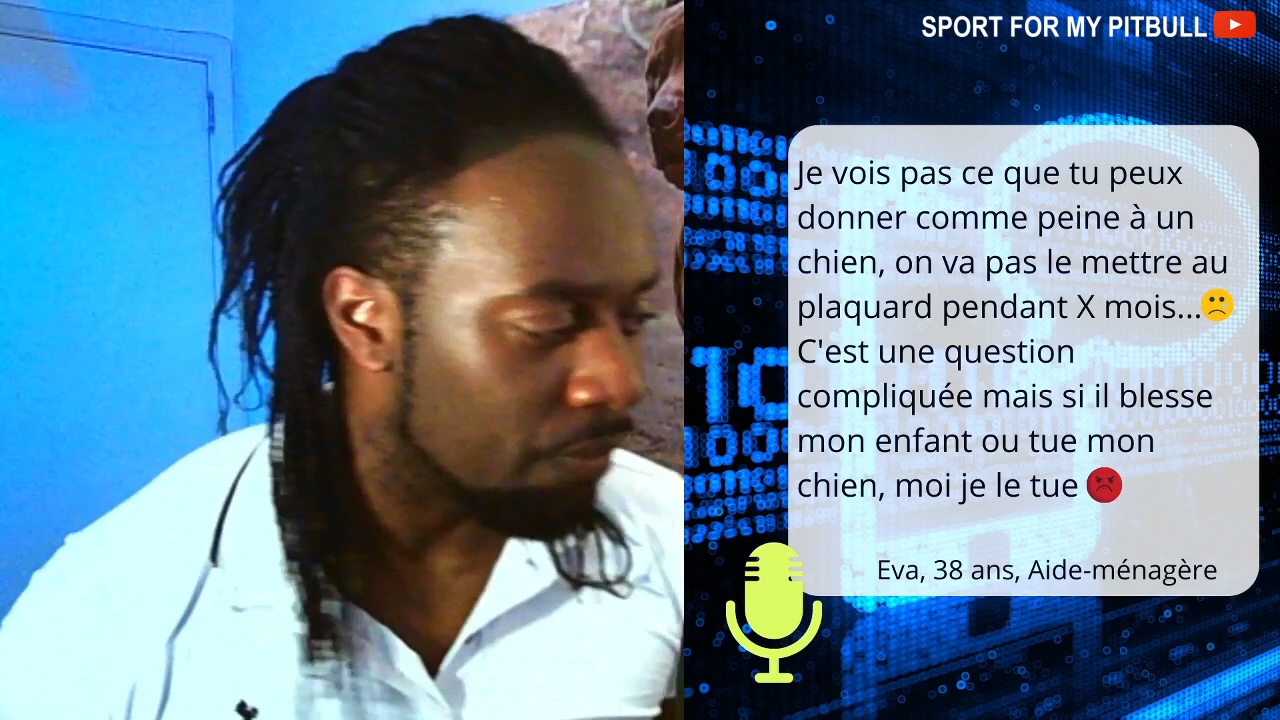 SPORT FOR MY PITBULL
Je vois pas ce que tu peux
donner comme peine à un
chien, on va pas le mettre au
plaquard pendant X mois...🙁
C'est une question
compliquée mais si il blesse
mon enfant ou tue mon
chien, moi je le tue 😡
Eva, 38 ans, Aide-ménagère